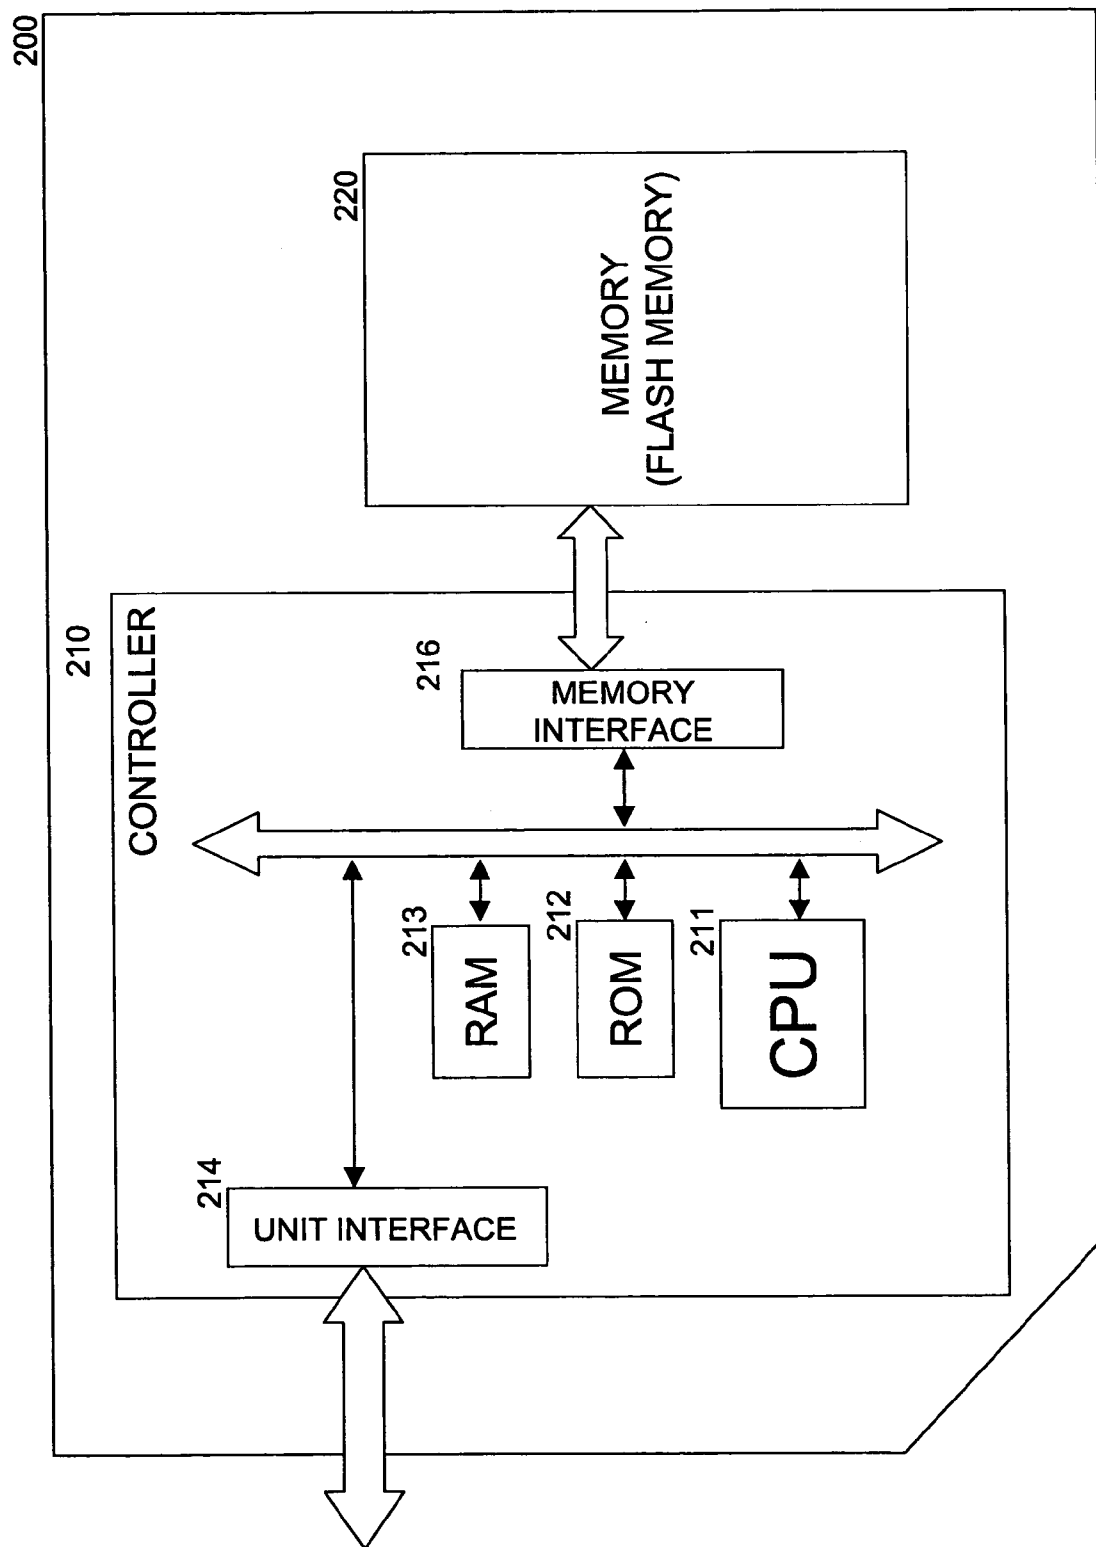 200
210
CONTROLLER
220
MEMORY
(FLASH MEMORY)
216
MEMORY
INTERFACE
214
UNIT INTERFACE
213
RAM
212
ROM
211
CPU